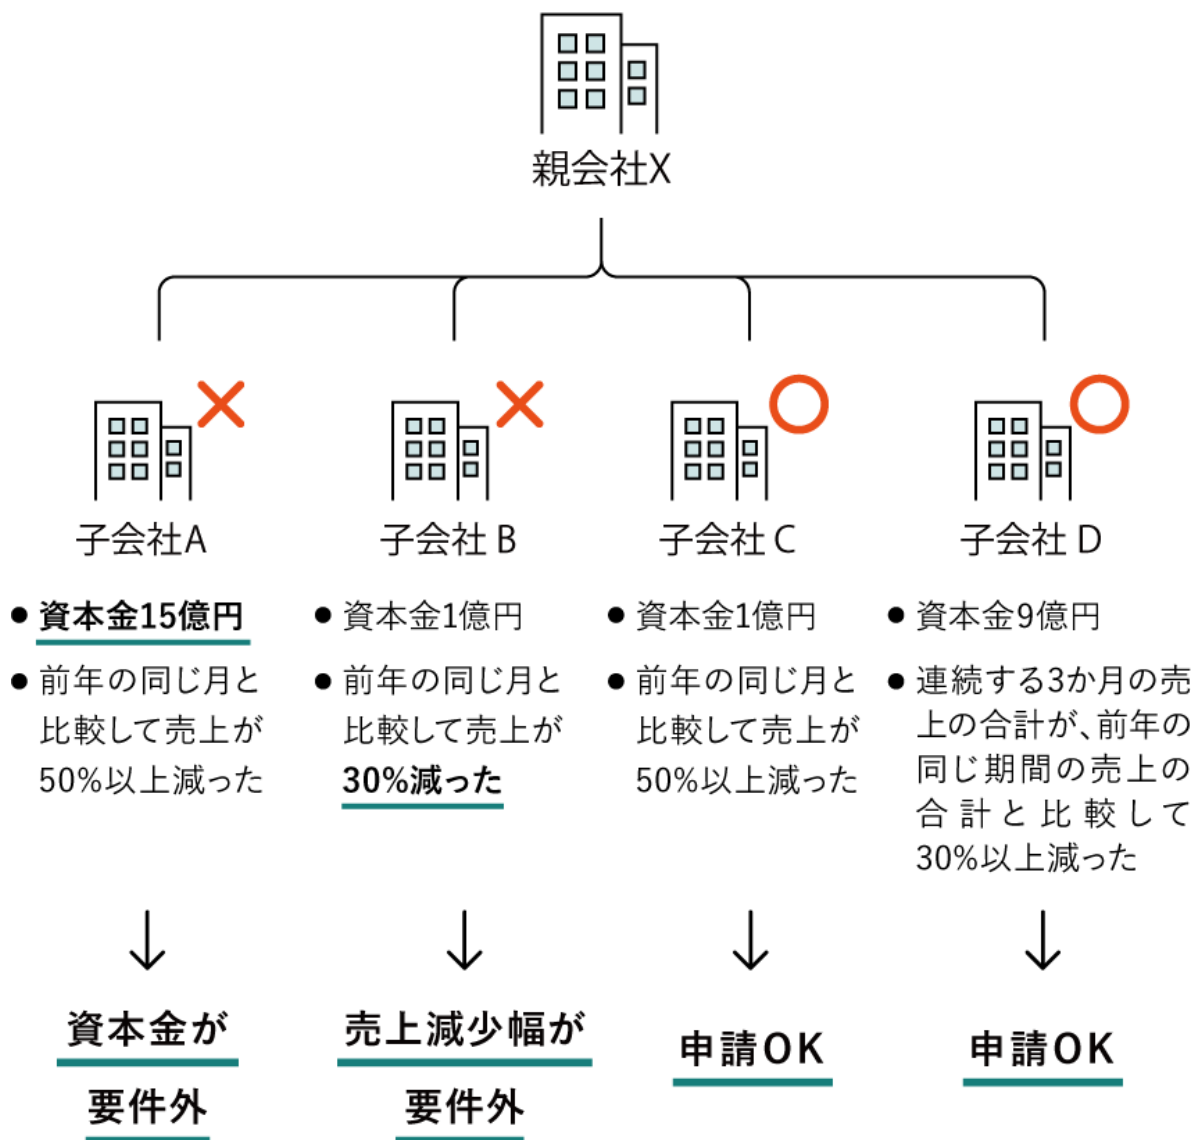 親会社X
子会社A
● 資本金15億円
● 前年の同じ月と
比較して売上が
50%以上減った
資本金が
要件外
子会社 B
● 資本金1億円
● 前年の同じ月と
比較して売上が
30%減った
売上減少幅が
要件外
子会社 C
● 資本金1億円
● 前年の同じ月と
比較して売上が
50%以上減った
申請OK
子会社 D
● 資本金9億円
● 連続する3か月の売
上の合計が、前年の
同じ期間の売上の
合計と比較して
30%以上減った
申請OK